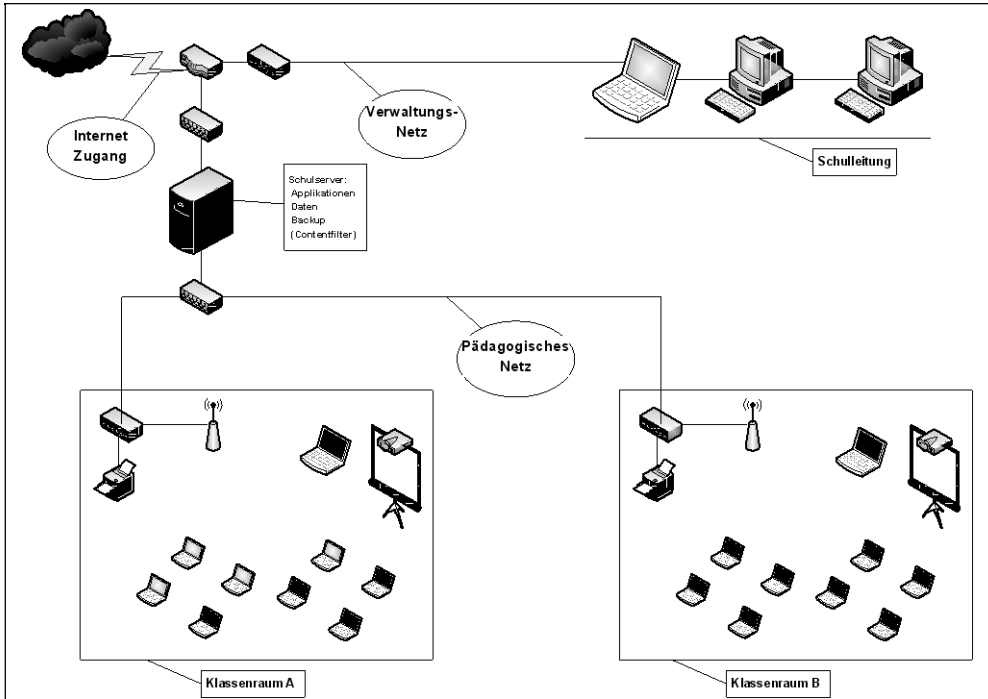 Internet
Zugang
Verwaltungs-
Netz
Schulleitung
Schulserver:
Applikationen
Daten
Backup
(Contentfilter)
Pädagogisches
Netz
Klassenraum A
Klassenraum B